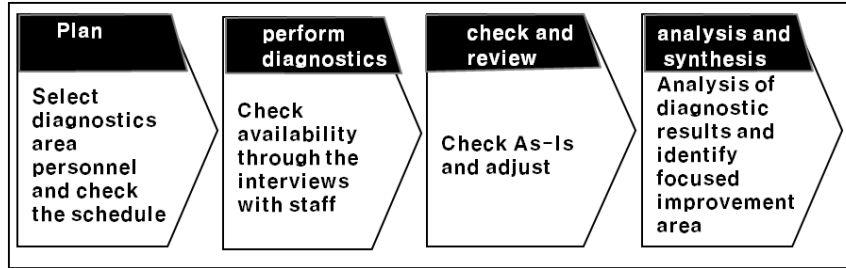 Plan
Select
diagnostics
area
personnel
and check
the schedule
perform
diagnostics
Check
availability
through the
interviews
with staff
check and
review
Check As-Is
and adjust
analysis and
synthesis
Analysis of
diagnostic
results and
identify
focused
improvement
area